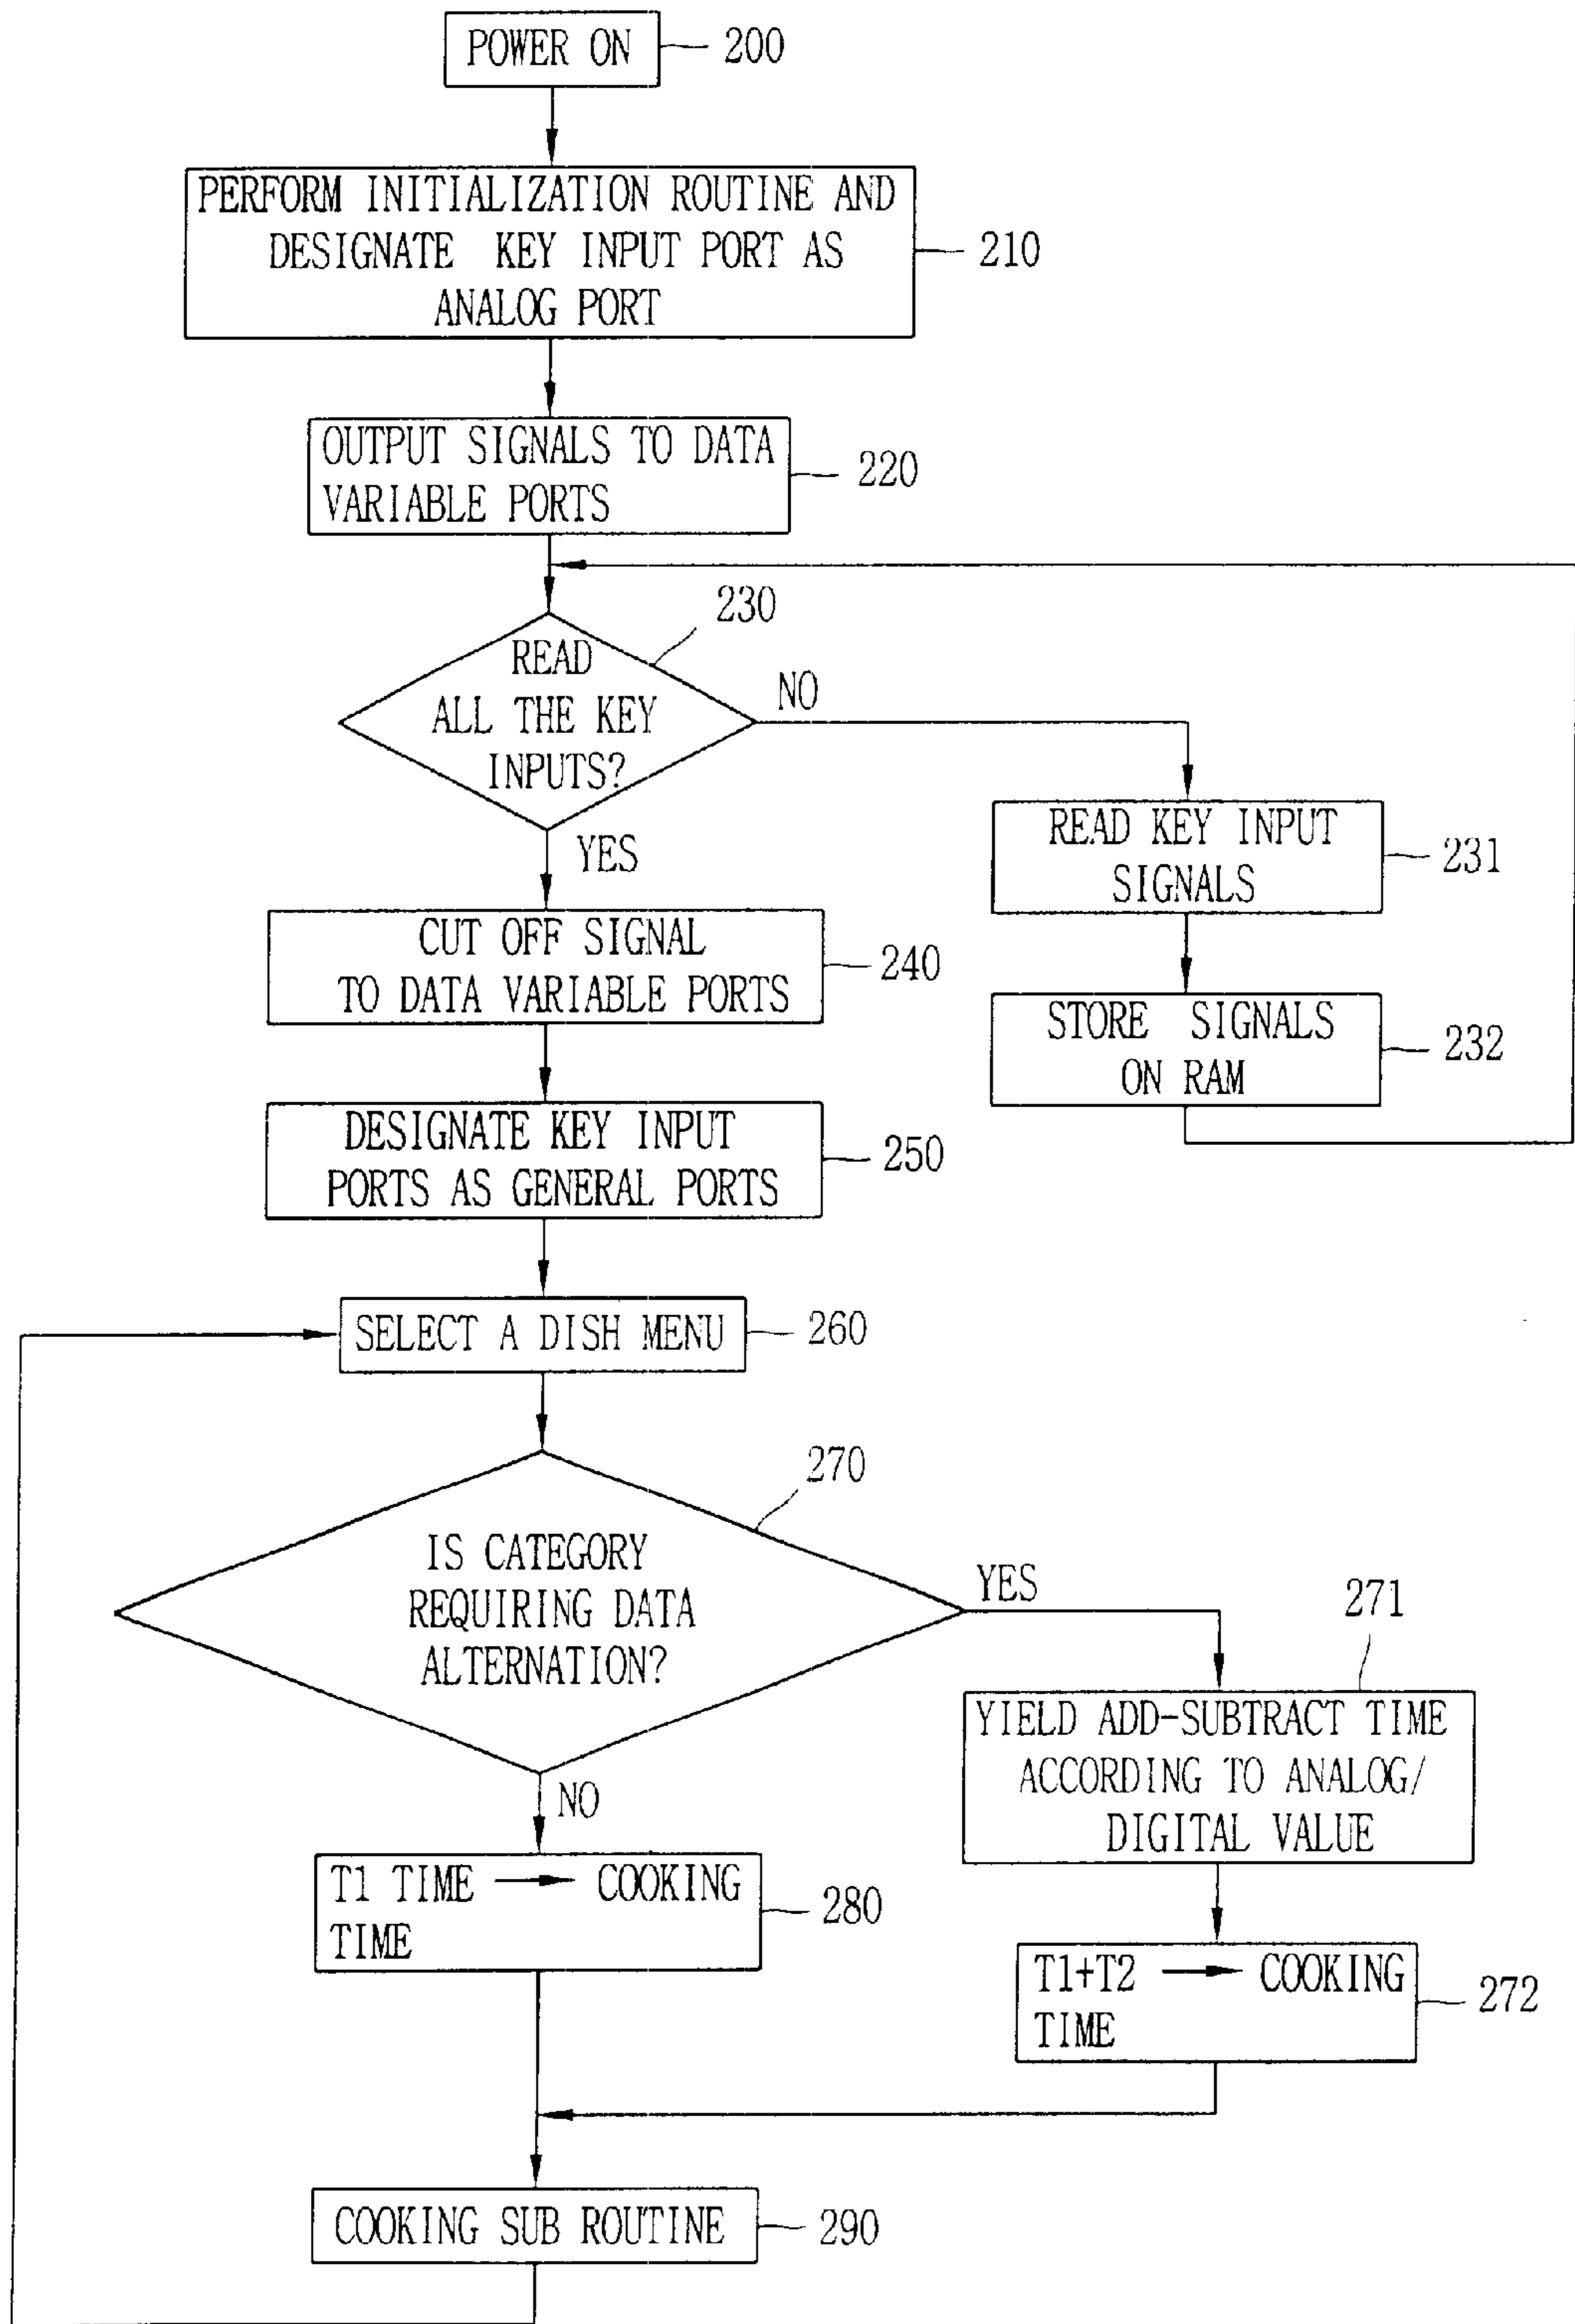 POWER ON
200
PERFORM INITIALIZATION ROUTINE AND
DESIGNATE KEY INPUT PORT AS
ANALOG PORT
210
OUTPUT SIGNALS TO DATA
VARIABLE PORTS
220
230
READ
ALL THE KEY
INPUTS?
NO
YES
READ KEY INPUT
SIGNALS
231
STORE SIGNALS
ON RAM
232
CUT OFF SIGNAL
TO DATA VARIABLE PORTS
240
DESIGNATE KEY INPUT
PORTS AS GENERAL PORTS
250
SELECT A DISH MENU
260
270
IS CATEGORY
REQUIRING DATA
ALTERNATION?
YES
NO
271
YIELD ADD-SUBTRACT TIME
ACCORDING TO ANALOG/
DIGITAL VALUE
T1 TIME → COOKING
TIME
280
T1+T2 → COOKING
TIME
272
COOKING SUB ROUTINE
290